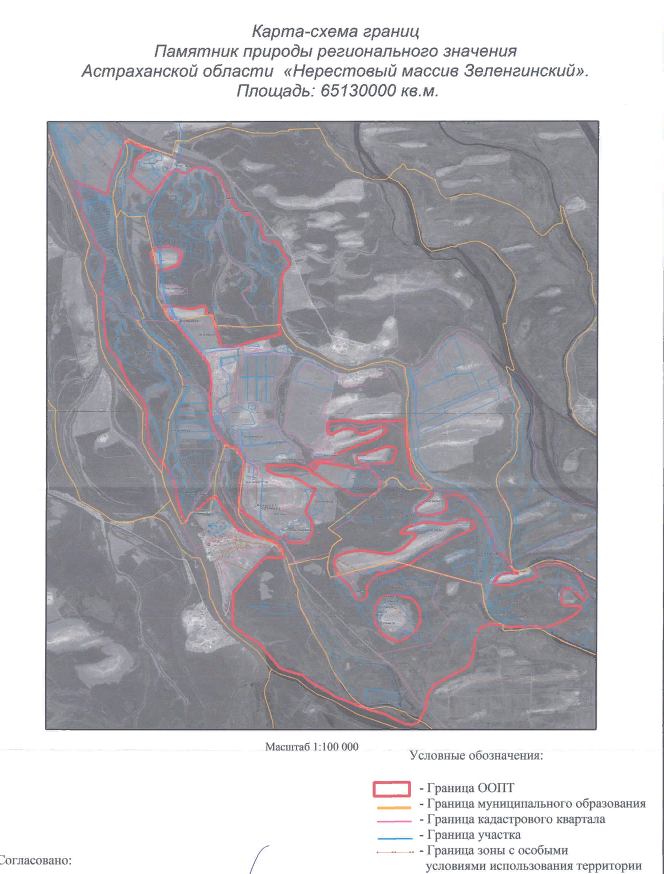 Карта-схема границ
Памятник природы регионального значения
Астраханской области «Нерестовый массив Зеленгинский».
Площадь: 65130000 кв.м.
Масштаб 1:100 000
Условные обозначения:
- Граница ООПТ
- Граница муниципального образования
- Граница кадастрового квартала
- Граница участка
- Граница зоны с особыми
условиями использования территории
Согласовано: